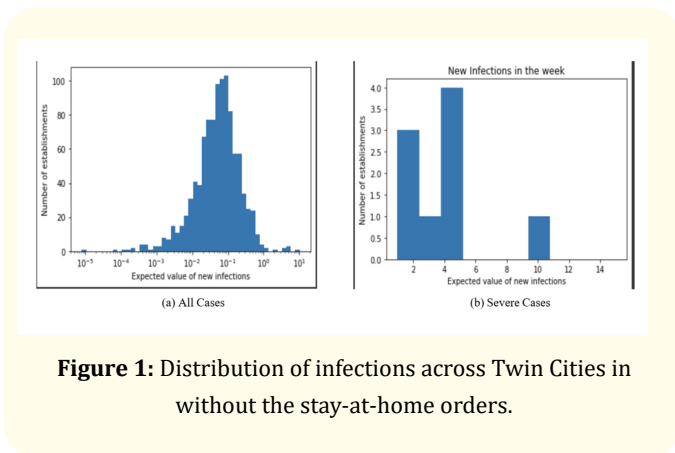 100
80
60
40
20
0
10⁻⁵ 10⁻⁴ 10⁻³ 10⁻² 10⁻¹ 10⁰ 10¹
Number of establishments
Expected value of new infections
(a) All Cases
New Infections in the week
4.0
3.5
3.0
2.5
2.0
1.5
1.0
0.5
0.0
2 4 6 8 10 12 14
Number of establishments
Expected value of new infections
(b) Severe Cases
Figure 1: Distribution of infections across Twin Cities in
without the stay-at-home orders.